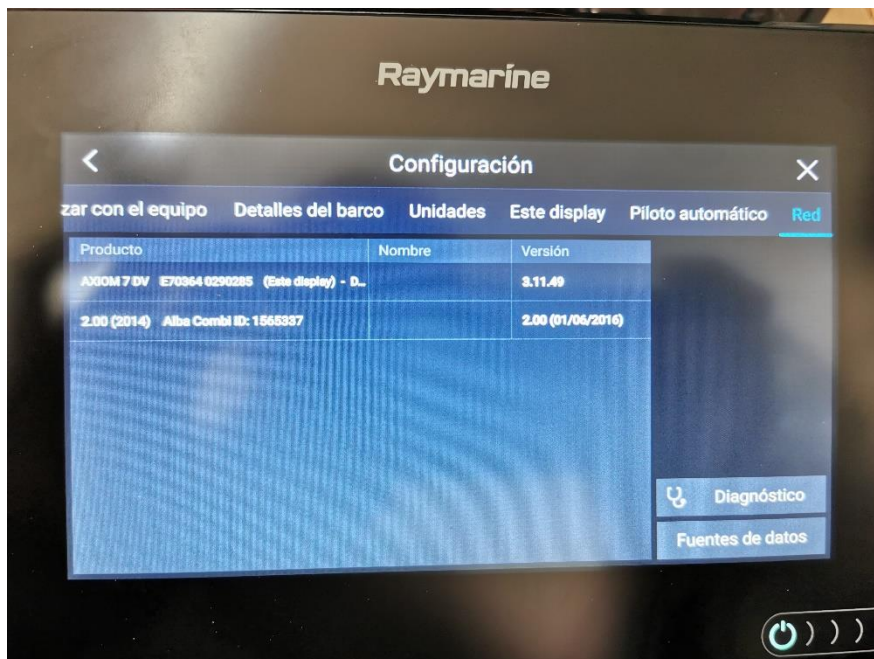 Raymarine
Configuración
zar con el equipo Detalles del barco Unidades Este display Piloto automático Red
Producto Nombre Versión
AXIOM 7 DV E70364 0290285 (Este display) - D... 3.11.49
2.00 (2014) Alba Combi ID: 1565337 2.00 (01/06/2016)
Diagnóstico
Fuentes de datos